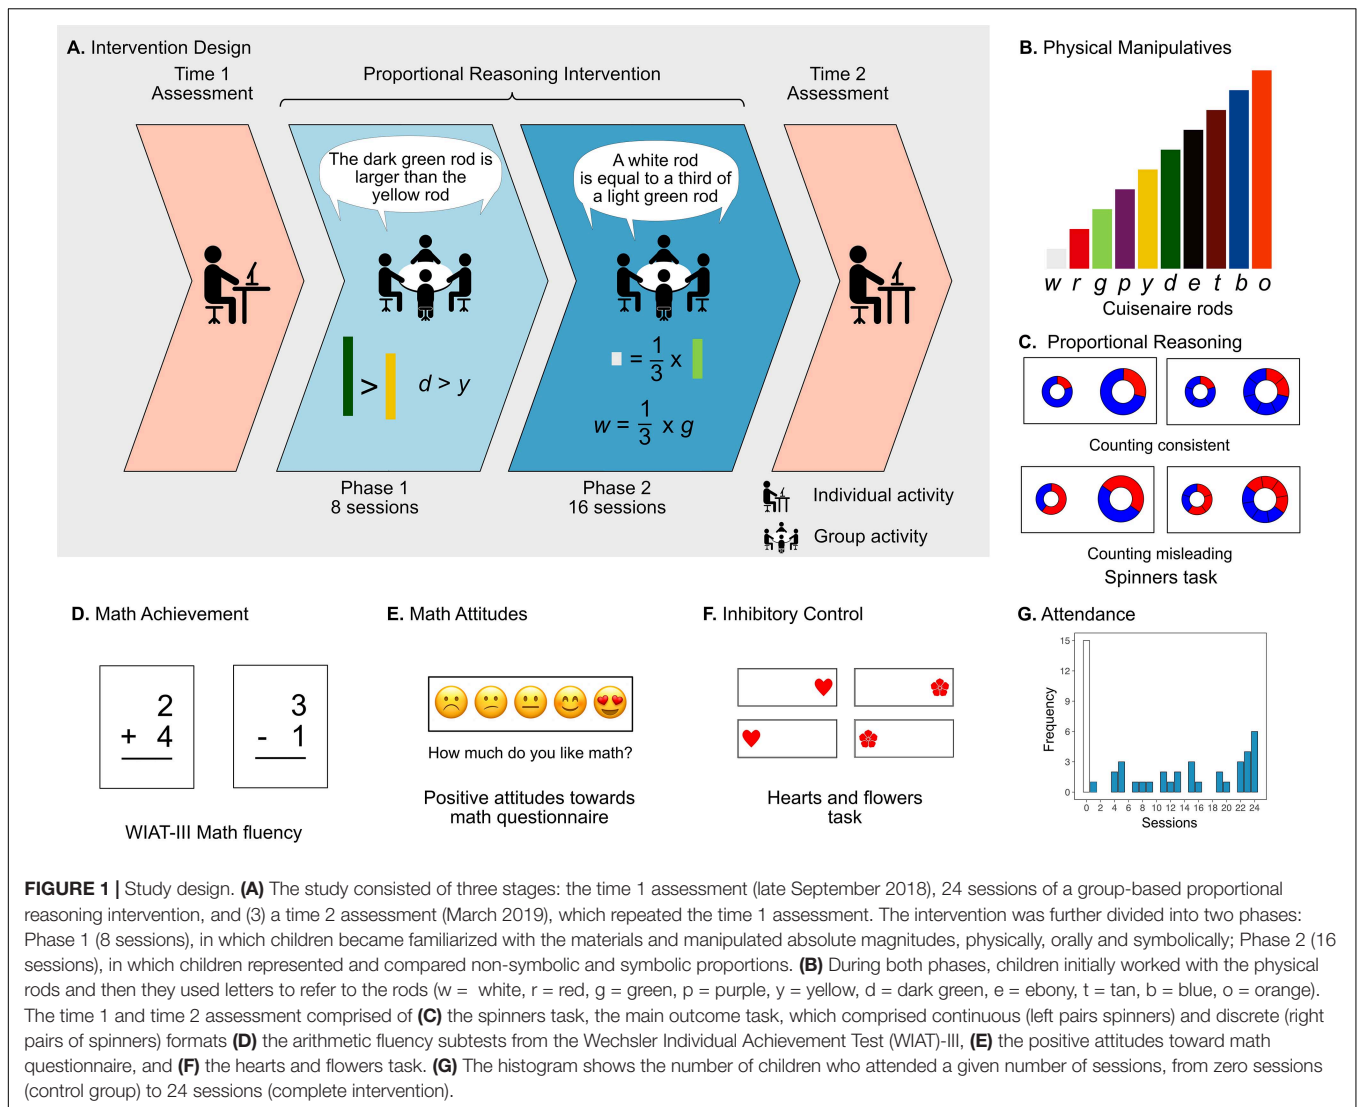 A. Intervention Design
Time 1
Assessment
Proportional Reasoning Intervention
Time 2
Assessment
The dark green rod is
larger than the
yellow rod
A white rod
is equal to a third of
a light green rod
> d > y
= 1/3 x
w = 1/3 x g
Phase 1
8 sessions
Phase 2
16 sessions
Individual activity
Group activity
B. Physical Manipulatives
w r g p y d e t b o
Cuisenaire rods
C. Proportional Reasoning
Counting consistent
Counting misleading
Spinners task
D. Math Achievement
2
+ 4
3
- 1
WIAT-III Math fluency
E. Math Attitudes
How much do you like math?
Positive attitudes towards
math questionnaire
F. Inhibitory Control
Hearts and flowers
task
G. Attendance
Frequency
15
12
9
6
3
0
0 2 4 6 8 10 12 14 16 18 20 22 24
Sessions
FIGURE 1 | Study design. (A) The study consisted of three stages: the time 1 assessment (late September 2018), 24 sessions of a group-based proportional
reasoning intervention, and (3) a time 2 assessment (March 2019), which repeated the time 1 assessment. The intervention was further divided into two phases:
Phase 1 (8 sessions), in which children became familiarized with the materials and manipulated absolute magnitudes, physically, orally and symbolically; Phase 2 (16
sessions), in which children represented and compared non-symbolic and symbolic proportions. (B) During both phases, children initially worked with the physical
rods and then they used letters to refer to the rods (w = white, r = red, g = green, p = purple, y = yellow, d = dark green, e = ebony, t = tan, b = blue, o = orange).
The time 1 and time 2 assessment comprised of (C) the spinners task, the main outcome task, which comprised continuous (left pairs spinners) and discrete (right
pairs of spinners) formats (D) the arithmetic fluency subtests from the Wechsler Individual Achievement Test (WIAT)-III, (E) the positive attitudes toward math
questionnaire, and (F) the hearts and flowers task. (G) The histogram shows the number of children who attended a given number of sessions, from zero sessions
(control group) to 24 sessions (complete intervention).